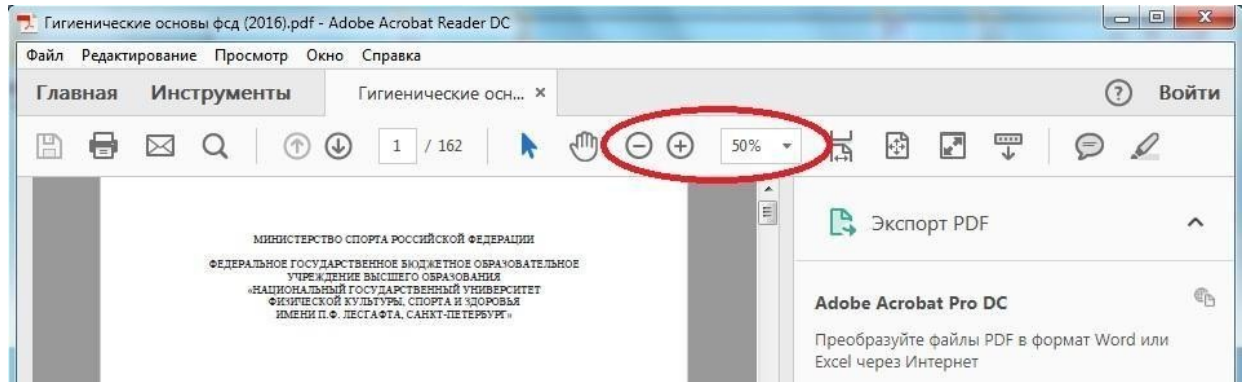 Гигиенические основы фсд (2016).pdf - Adobe Acrobat Reader DC
Файл Редактирование Просмотр Окно Справка
Главная Инструменты Гигиенические осн... × ? Войти
1 / 162 50%
МИНИСТЕРСТВО СПОРТА РОССИЙСКОЙ ФЕДЕРАЦИИ
ФЕДЕРАЛЬНОЕ ГОСУДАРСТВЕННОЕ БЮДЖЕТНОЕ ОБРАЗОВАТЕЛЬНОЕ
УЧРЕЖДЕНИЕ ВЫСШЕГО ОБРАЗОВАНИЯ
«НАЦИОНАЛЬНЫЙ ГОСУДАРСТВЕННЫЙ УНИВЕРСИТЕТ
ФИЗИЧЕСКОЙ КУЛЬТУРЫ, СПОРТА И ЗДОРОВЬЯ
ИМЕНИ П.Ф. ЛЕСГАФТА, САНКТ-ПЕТЕРБУРГ»
Экспорт PDF
Adobe Acrobat Pro DC
Преобразуйте файлы PDF в формат Word или
Excel через Интернет